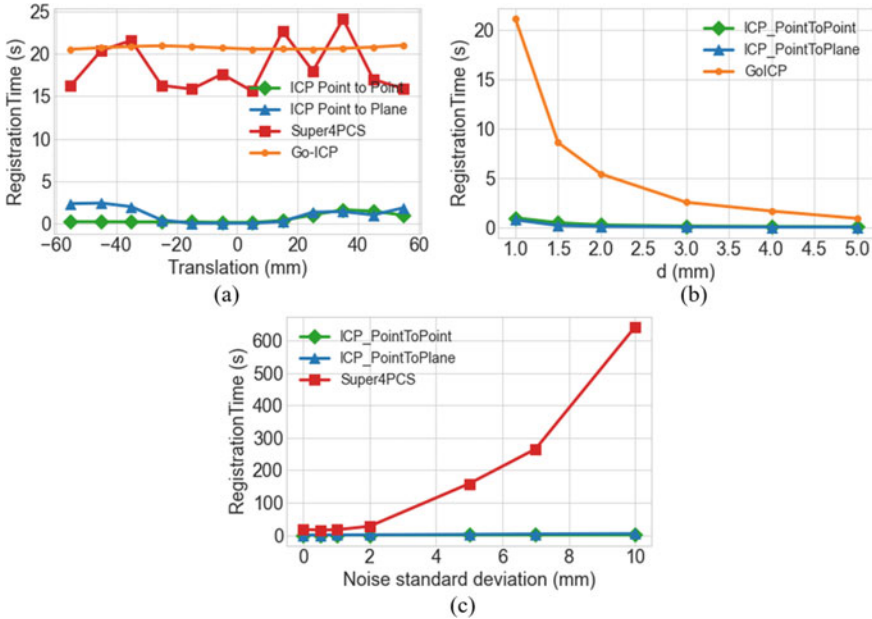 25
20
15
10
5
0
RegistrationTime (s)
ICP Point to Point
ICP Point to Plane
Super4PCS
Go-ICP
−60 −40 −20 0 20 40 60
Translation (mm)
(a)
20
15
10
5
0
RegistrationTime (s)
ICP_PointToPoint
ICP_PointToPlane
GoICP
1.0 1.5 2.0 2.5 3.0 3.5 4.0 4.5 5.0
d (mm)
(b)
600
500
400
300
200
100
0
RegistrationTime (s)
ICP_PointToPoint
ICP_PointToPlane
Super4PCS
0 2 4 6 8 10
Noise standard deviation (mm)
(c)